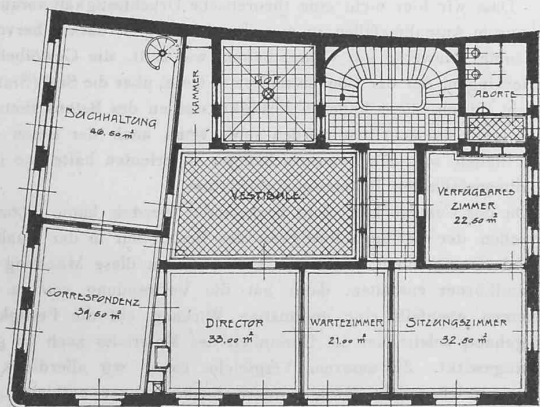 BUCHHALTUNG
46.60 m²
KAMMER
HOF
ABORTE
VESTIBULE
VERFÜGBARES
ZIMMER
22,60 m²
CORRESPONDENZ
31,60 m²
DIRECTOR
33,00 m²
WARTEZIMMER
21.00 m²
SITZUNGSZIMMER
32,60 m²